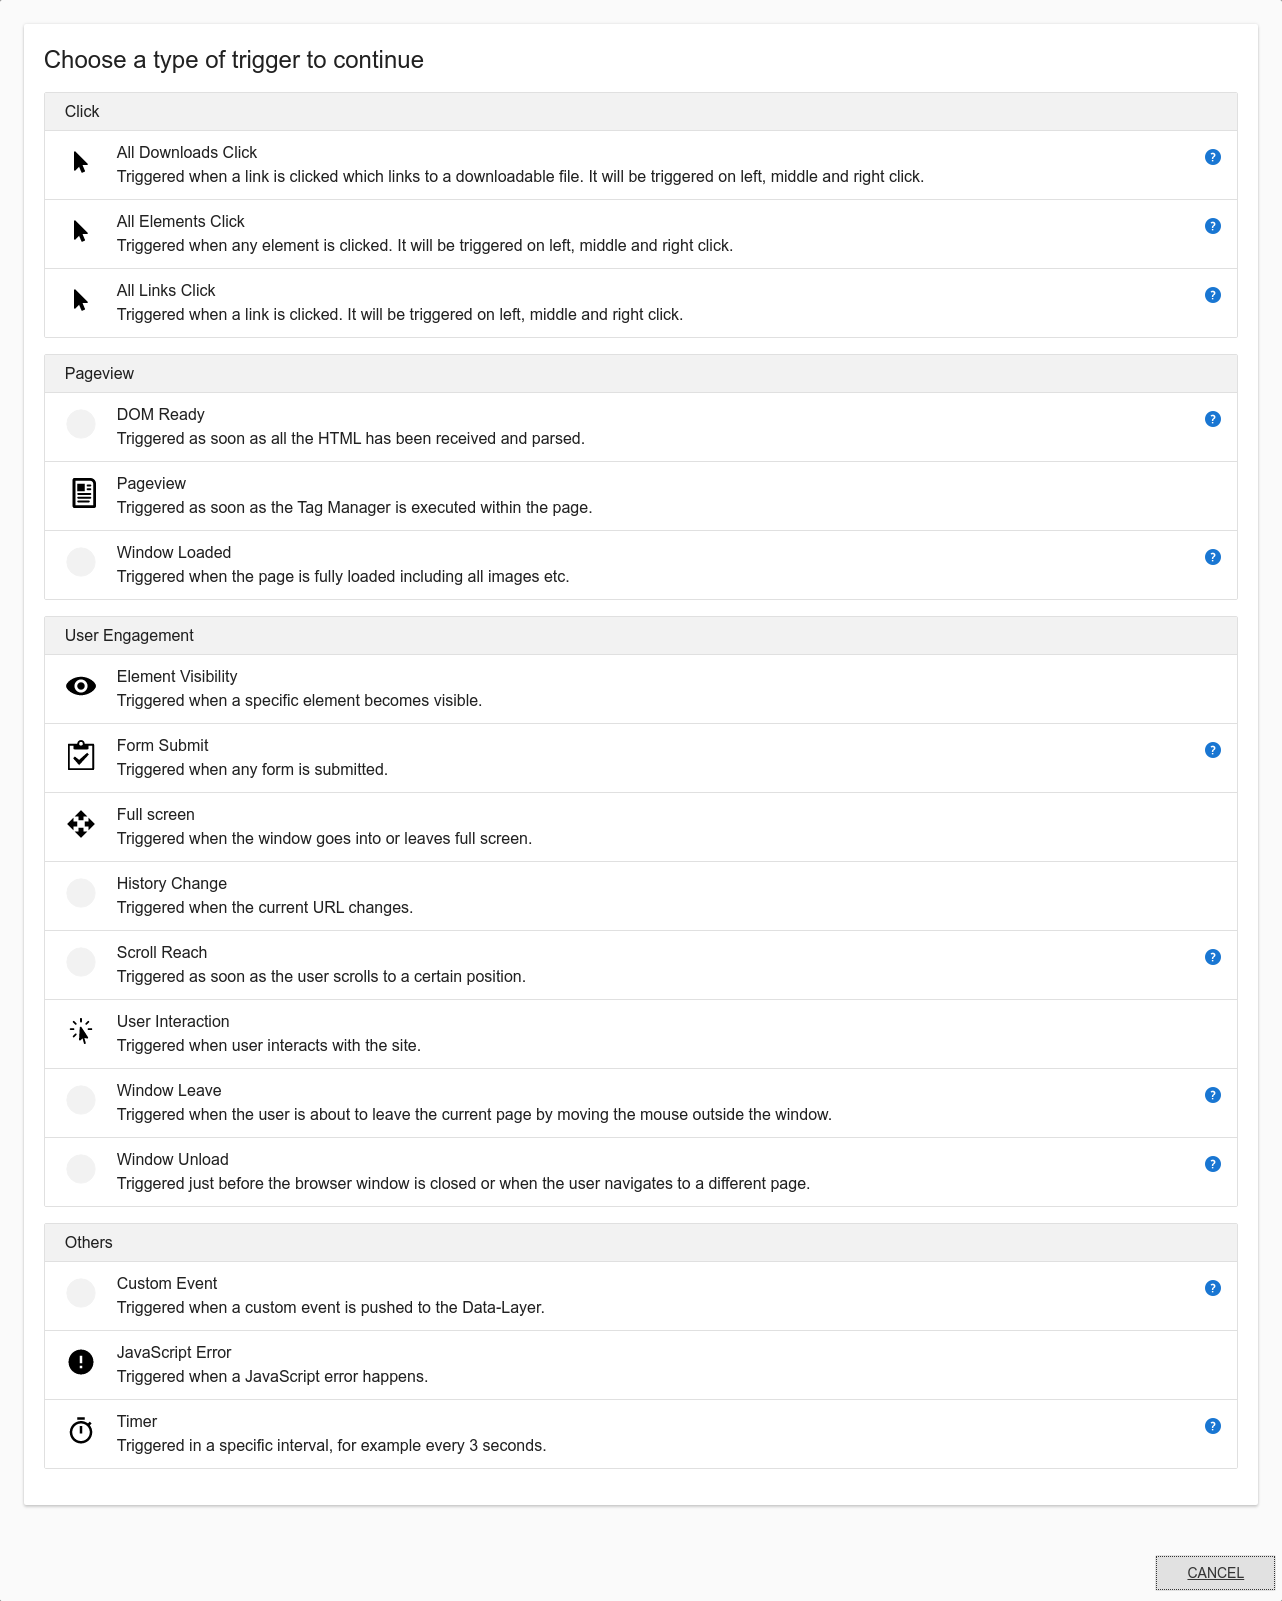 Choose a type of trigger to continue
Click
All Downloads Click
Triggered when a link is clicked which links to a downloadable file. It will be triggered on left, middle and right click.
?
All Elements Click
Triggered when any element is clicked. It will be triggered on left, middle and right click.
?
All Links Click
Triggered when a link is clicked. It will be triggered on left, middle and right click.
?
Pageview
DOM Ready
Triggered as soon as all the HTML has been received and parsed.
?
Pageview
Triggered as soon as the Tag Manager is executed within the page.
Window Loaded
Triggered when the page is fully loaded including all images etc.
?
User Engagement
Element Visibility
Triggered when a specific element becomes visible.
Form Submit
Triggered when any form is submitted.
?
Full screen
Triggered when the window goes into or leaves full screen.
History Change
Triggered when the current URL changes.
Scroll Reach
Triggered as soon as the user scrolls to a certain position.
?
User Interaction
Triggered when user interacts with the site.
Window Leave
Triggered when the user is about to leave the current page by moving the mouse outside the window.
?
Window Unload
Triggered just before the browser window is closed or when the user navigates to a different page.
?
Others
Custom Event
Triggered when a custom event is pushed to the Data-Layer.
?
JavaScript Error
Triggered when a JavaScript error happens.
Timer
Triggered in a specific interval, for example every 3 seconds.
?
CANCEL